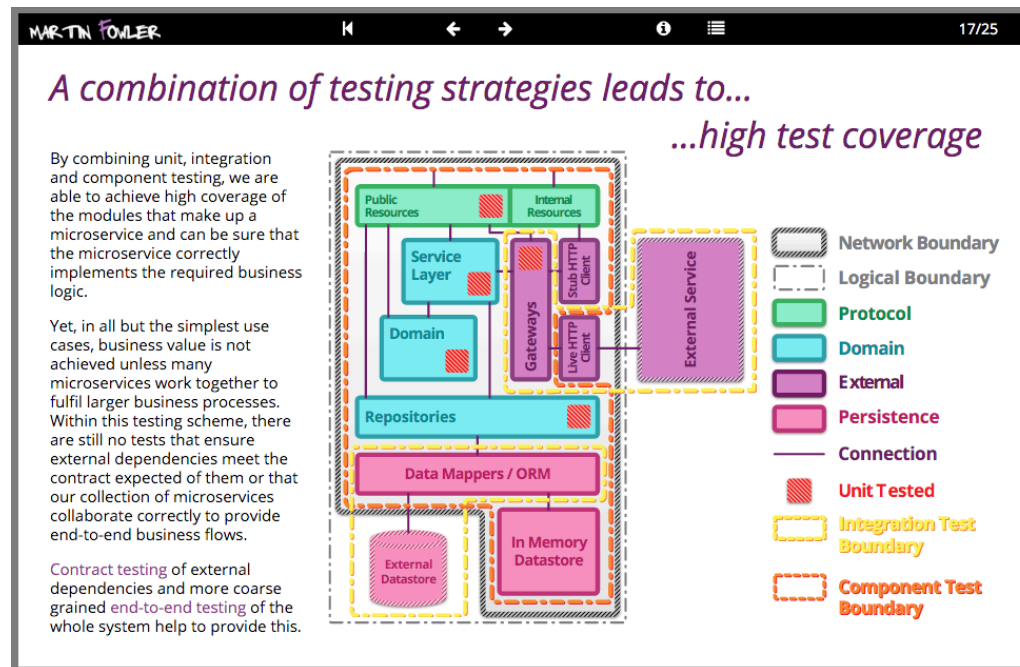 MARTIN FOWLER
17/25
A combination of testing strategies leads to...
...high test coverage
By combining unit, integration
and component testing, we are
able to achieve high coverage of
the modules that make up a
microservice and can be sure that
the microservice correctly
implements the required business
logic.
Yet, in all but the simplest use
cases, business value is not
achieved unless many
microservices work together to
fulfil larger business processes.
Within this testing scheme, there
are still no tests that ensure
external dependencies meet the
contract expected of them or that
our collection of microservices
collaborate correctly to provide
end-to-end business flows.
Contract testing of external
dependencies and more coarse
grained end-to-end testing of the
whole system help to provide this.
Public
Resources
Internal
Resources
Service
Layer
Domain
Gateways
Stub HTTP
Client
Live HTTP
Client
External Service
Repositories
Data Mappers / ORM
External
Datastore
In Memory
Datastore
Network Boundary
Logical Boundary
Protocol
Domain
External
Persistence
Connection
Unit Tested
Integration Test
Boundary
Component Test
Boundary